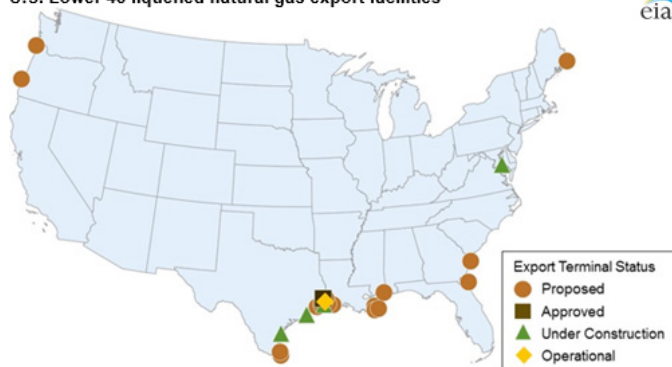 U.S. Lower 48 liquefied natural gas export facilities
eia
Export Terminal Status
Proposed
Approved
Under Construction
Operational